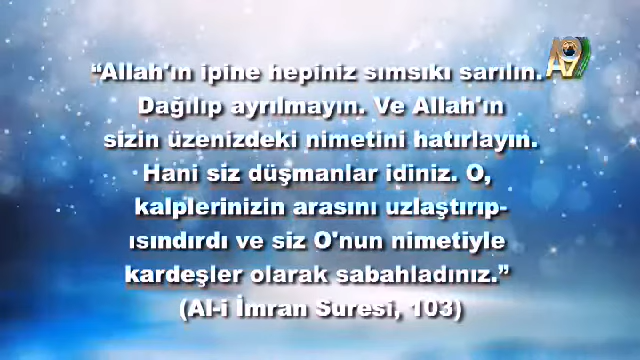 “Allah'ın ipine hepiniz sımsıkı sarılın.
A9
Dağılıp ayrılmayın. Ve Allah'ın
sizin üzenizdeki nimetini hatırlayın.
Hani siz düşmanlar idiniz. O,
kalplerinizin arasını uzlaştırıp-
ısındırdı ve siz O'nun nimetiyle
kardeşler olarak sabahladınız.”
(Al-i İmran Suresi, 103)